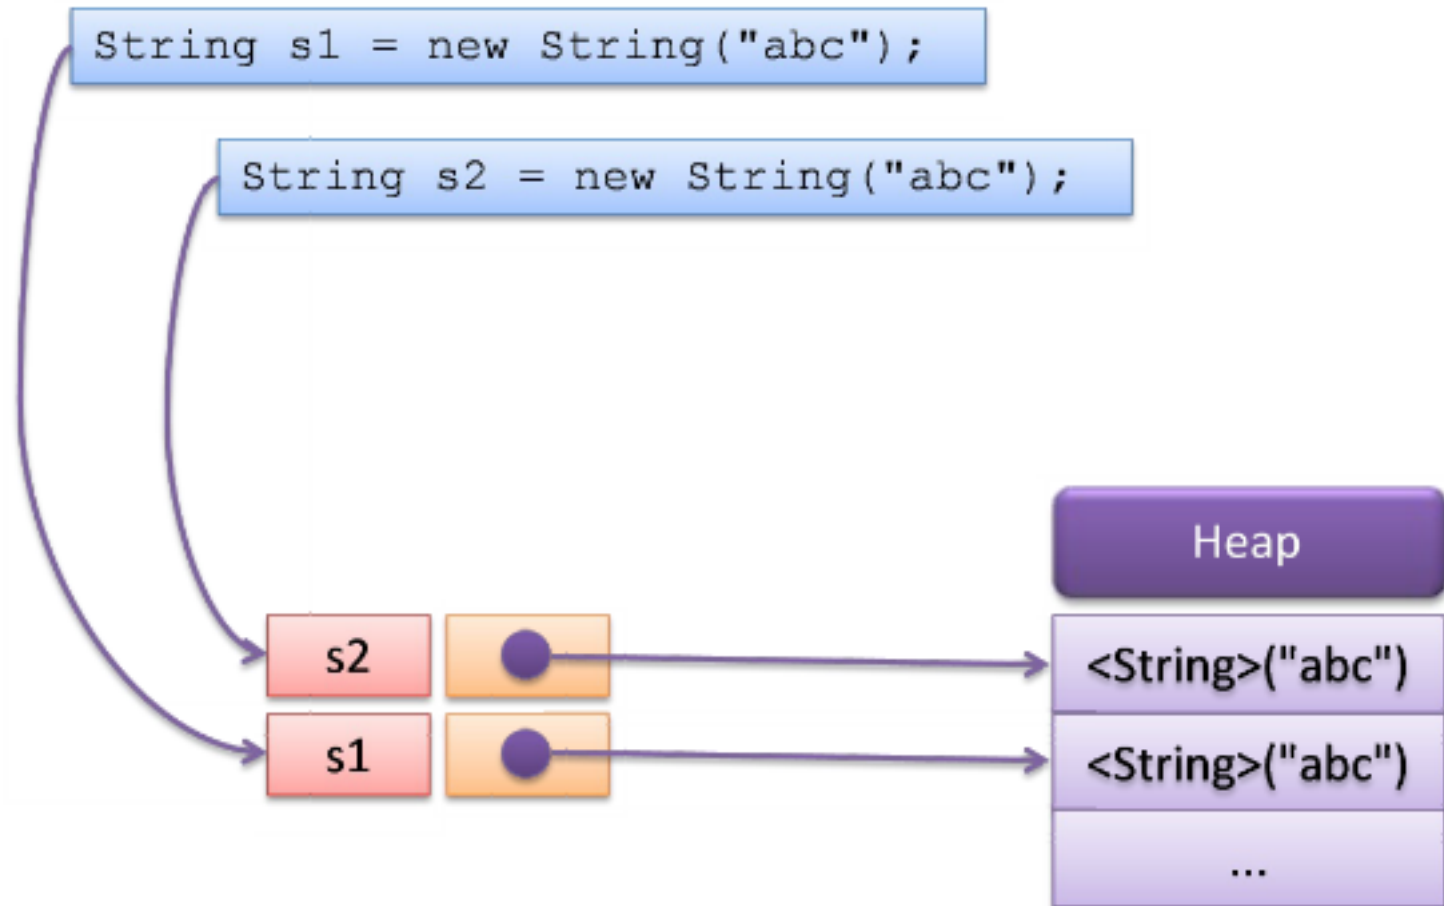 String s1 = new String("abc");
String s2 = new String("abc");
Heap
s2
<String>("abc")
s1
<String>("abc")
...